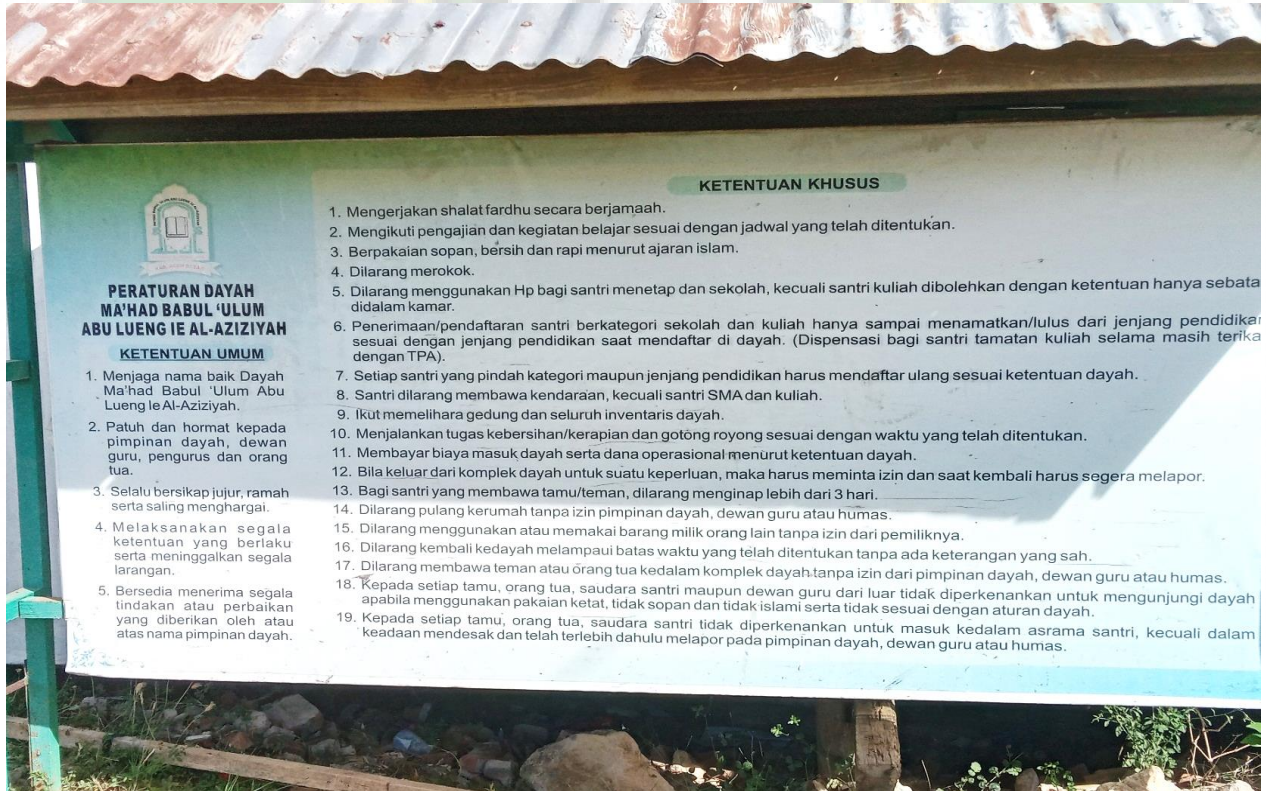 PERATURAN DAYAH
MA'HAD BABUL 'ULUM
ABU LUENG IE AL-AZIZIYAH
KETENTUAN UMUM
1. Menjaga nama baik Dayah
Ma'had Babul 'Ulum Abu
Lueng Ie Al-Aziziyah.
2. Patuh dan hormat kepada
pimpinan dayah, dewan
guru, pengurus dan orang
tua.
3. Selalu bersikap jujur, ramah
serta saling menghargai.
4. Melaksanakan segala
ketentuan yang berlaku
serta meninggalkan segala
larangan.
5. Bersedia menerima segala
tindakan atau perbaikan
yang diberikan oleh atau
atas nama pimpinan dayah.
KETENTUAN KHUSUS
1. Mengerjakan shalat fardhu secara berjamaah.
2. Mengikuti pengajian dan kegiatan belajar sesuai dengan jadwal yang telah ditentukan.
3. Berpakaian sopan, bersih dan rapi menurut ajaran islam.
4. Dilarang merokok.
5. Dilarang menggunakan Hp bagi santri menetap dan sekolah, kecuali santri kuliah dibolehkan dengan ketentuan hanya sebata
didalam kamar.
6. Penerimaan/pendaftaran santri berkategori sekolah dan kuliah hanya sampai menamatkan/lulus dari jenjang pendidika
sesuai dengan jenjang pendidikan saat mendaftar di dayah. (Dispensasi bagi santri tamatan kuliah selama masih terika
dengan TPA).
7. Setiap santri yang pindah kategori maupun jenjang pendidikan harus mendaftar ulang sesuai ketentuan dayah.
8. Santri dilarang membawa kendaraan, kecuali santri SMA dan kuliah.
9. Ikut memelihara gedung dan seluruh inventaris dayah.
10. Menjalankan tugas kebersihan/kerapian dan gotong royong sesuai dengan waktu yang telah ditentukan.
11. Membayar biaya masuk dayah serta dana operasional menurut ketentuan dayah.
12. Bila keluar dari komplek dayah untuk suatu keperluan, maka harus meminta izin dan saat kembali harus segera melapor.
13. Bagi santri yang membawa tamu/teman, dilarang menginap lebih dari 3 hari.
14. Dilarang pulang kerumah tanpa izin pimpinan dayah, dewan guru atau humas.
15. Dilarang menggunakan atau memakai barang milik orang lain tanpa izin dari pemiliknya.
16. Dilarang kembali kedayah melampaui batas waktu yang telah ditentukan tanpa ada keterangan yang sah.
17. Dilarang membawa teman atau orang tua kedalam komplek dayah tanpa izin dari pimpinan dayah, dewan guru atau humas.
18. Kepada setiap tamu, orang tua, saudara santri maupun dewan guru dari luar tidak diperkenankan untuk mengunjungi dayah
apabila menggunakan pakaian ketat, tidak sopan dan tidak islami serta tidak sesuai dengan aturan dayah.
19. Kepada setiap tamu, orang tua, saudara santri tidak diperkenankan untuk masuk kedalam asrama santri, kecuali dalam
keadaan mendesak dan telah terlebih dahulu melapor pada pimpinan dayah, dewan guru atau humas.